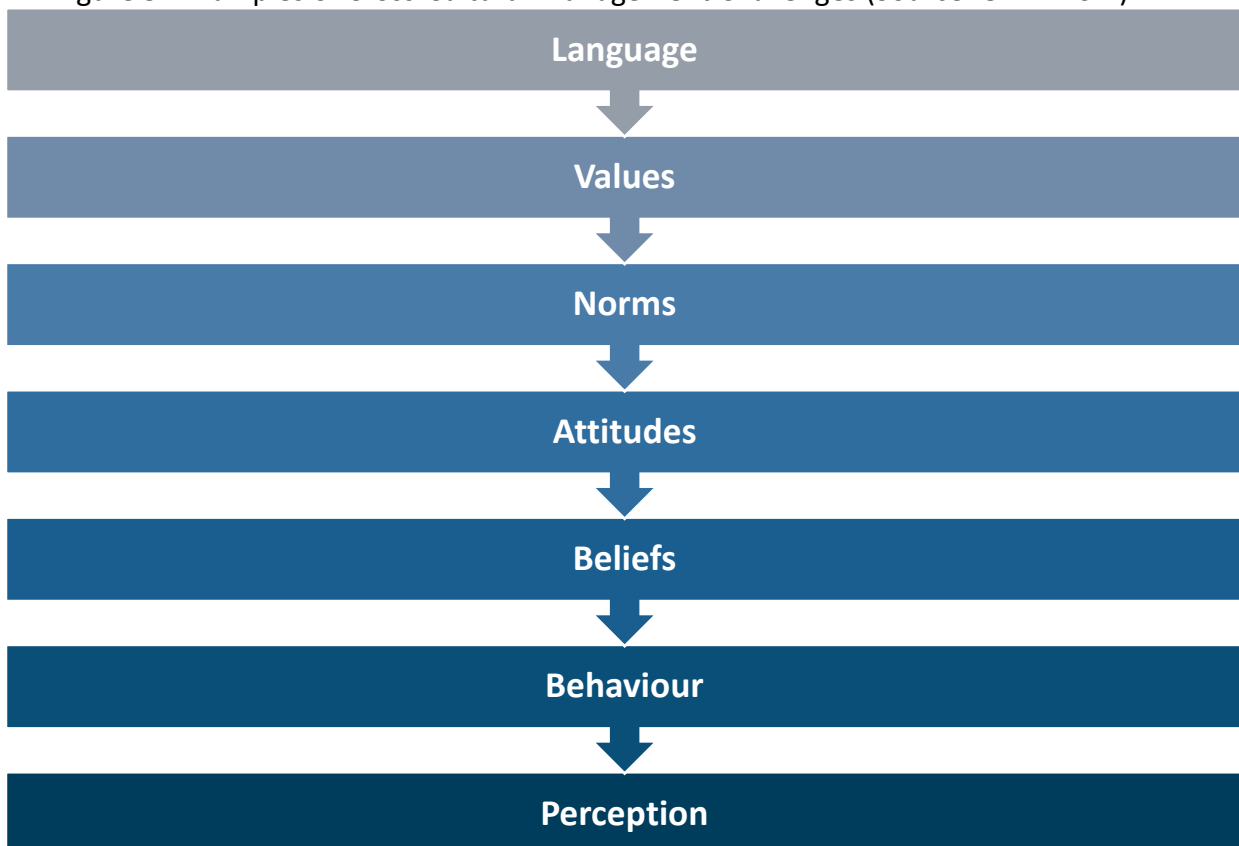 Language
Values
Norms
Attitudes
Beliefs
Behaviour
Perception